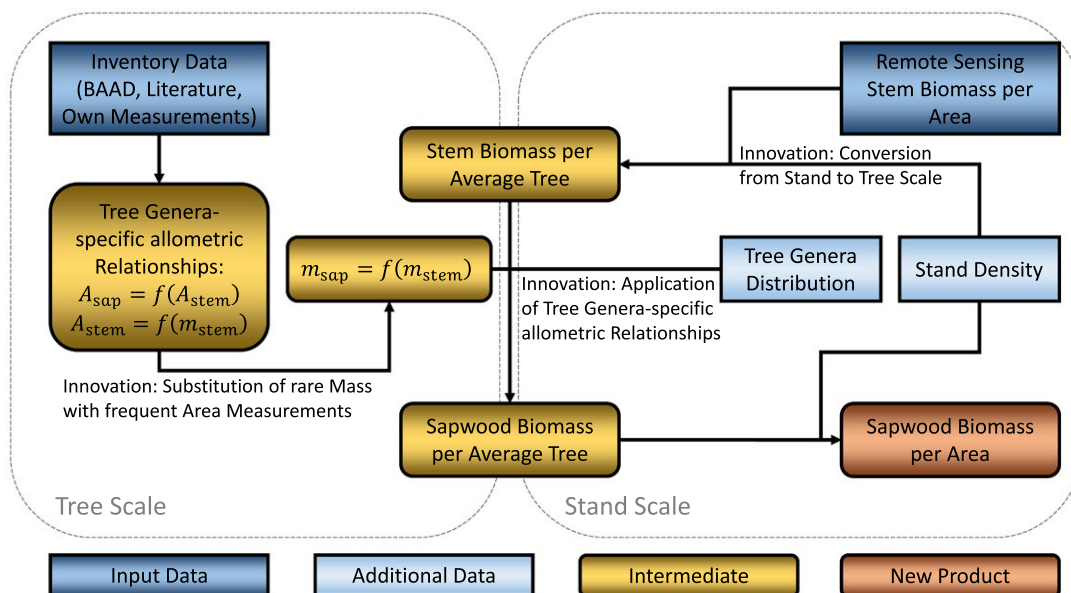 Inventory Data
(BAAD, Literature,
Own Measurements)
Remote Sensing
Stem Biomass per
Area
Stem Biomass per
Average Tree
Innovation: Conversion
from Stand to Tree Scale
Tree Genera-
specific allometric
Relationships:
A_sap = f(A_stem)
A_stem = f(m_stem)
m_sap = f(m_stem)
Tree Genera
Distribution
Stand Density
Innovation: Application
of Tree Genera-specific
allometric Relationships
Innovation: Substitution of rare Mass
with frequent Area Measurements
Sapwood Biomass
per Average Tree
Sapwood Biomass
per Area
Tree Scale
Stand Scale
Input Data
Additional Data
Intermediate
New Product